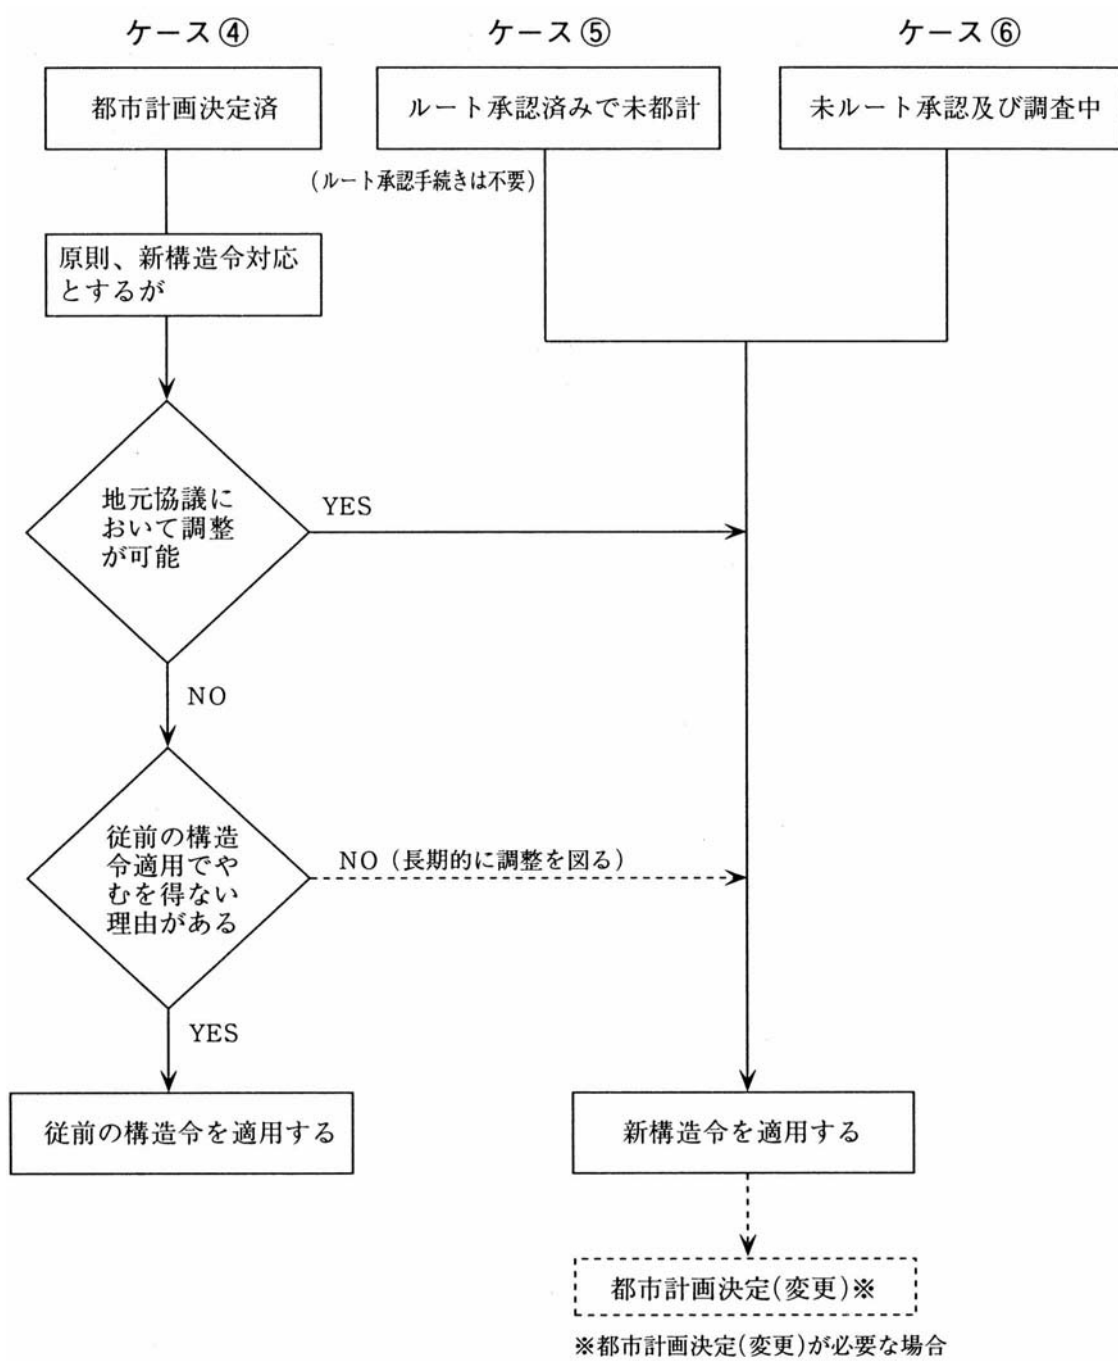 ケース④
ケース⑤
ケース⑥
都市計画決定済
ルート承認済みで未都計
未ルート承認及び調査中
(ルート承認手続きは不要)
原則、新構造令対応
とするが
地元協議に
おいて調整
が可能
YES
NO
従前の構造
令適用でや
むを得ない
理由がある
NO(長期的に調整を図る)
YES
従前の構造令を適用する
新構造令を適用する
都市計画決定(変更)※
※都市計画決定(変更)が必要な場合